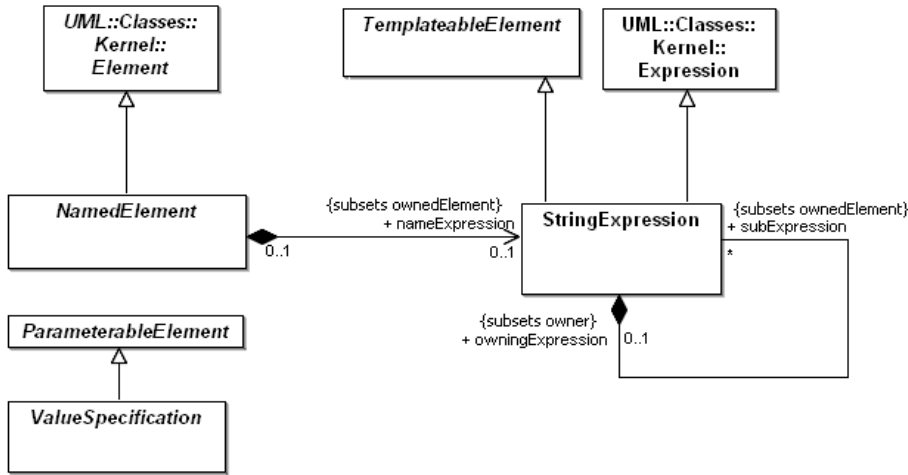 UML::Classes::
Kernel::
Element
TemplateableElement
UML::Classes::
Kernel::
Expression
NamedElement
{subsets ownedElement}
+ nameExpression
0..1
0..1
StringExpression
{subsets ownedElement}
+ subExpression
*
{subsets owner}
+ owningExpression
0..1
ParameterableElement
ValueSpecification